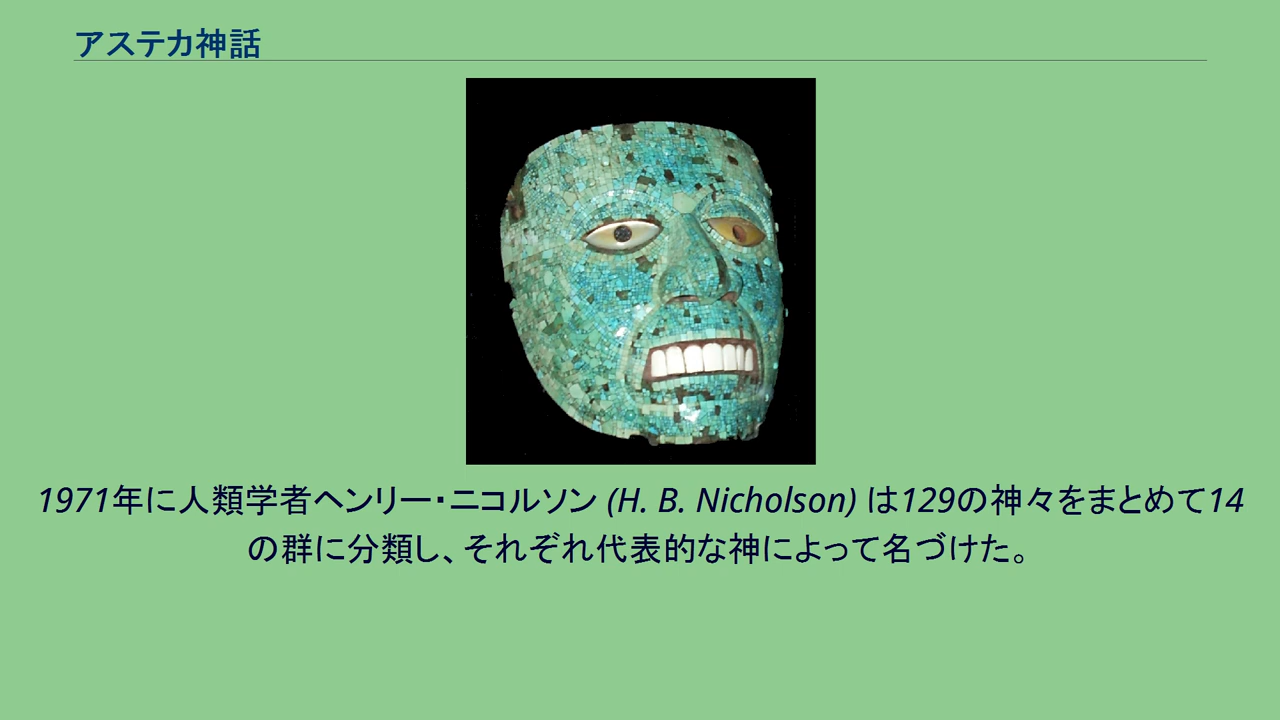 アステカ神話
1971年に人類学者ヘンリー・ニコルソン (H. B. Nicholson) は129の神々をまとめて14
の群に分類し、それぞれ代表的な神によって名づけた。